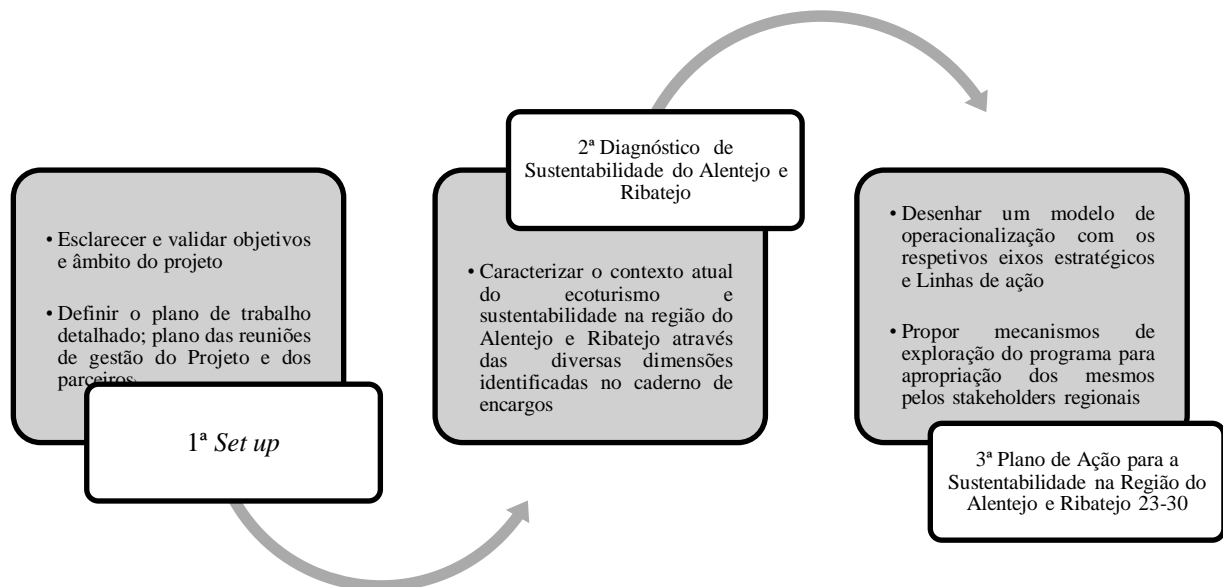 • Esclarecer e validar objetivos
e âmbito do projeto
• Definir o plano de trabalho
detalhado; plano das reuniões
de gestão do Projeto e dos
parceiros
1ª Set up
2ª Diagnóstico de
Sustentabilidade do Alentejo e
Ribatejo
• Caracterizar o contexto atual
do ecoturismo e
sustentabilidade na região do
Alentejo e Ribatejo através
das diversas dimensões
identificadas no caderno de
encargos
• Desenhar um modelo de
operacionalização com os
respetivos eixos estratégicos
e Linhas de ação
• Propor mecanismos de
exploração do programa para
apropriação dos mesmos
pelos stakeholders regionais
3ª Plano de Ação para a
Sustentabilidade na Região do
Alentejo e Ribatejo 23-30